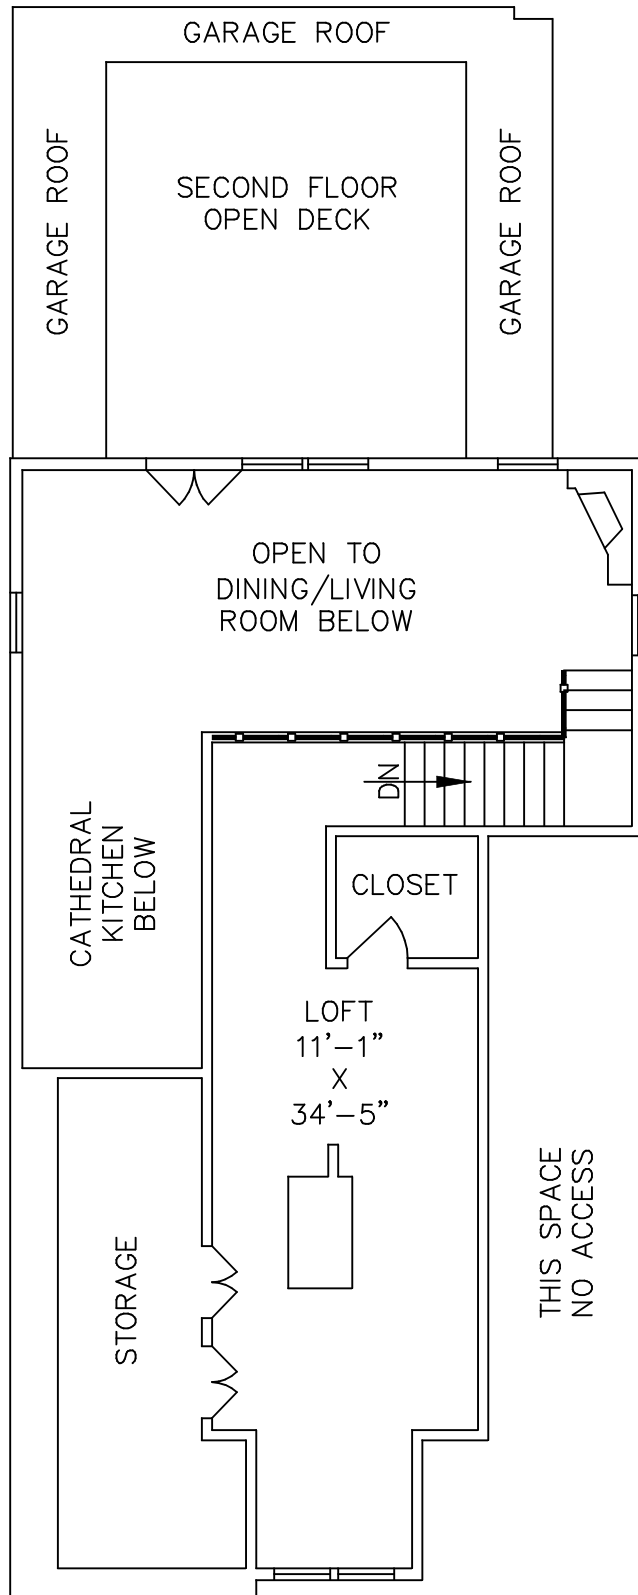 GARAGE ROOF
GARAGE ROOF
SECOND FLOOR
OPEN DECK
GARAGE ROOF
OPEN TO
DINING/LIVING
ROOM BELOW
DN
CATHEDRAL
KITCHEN
BELOW
CLOSET
LOFT
11'-1"
X
34'-5"
THIS SPACE
NO ACCESS
STORAGE